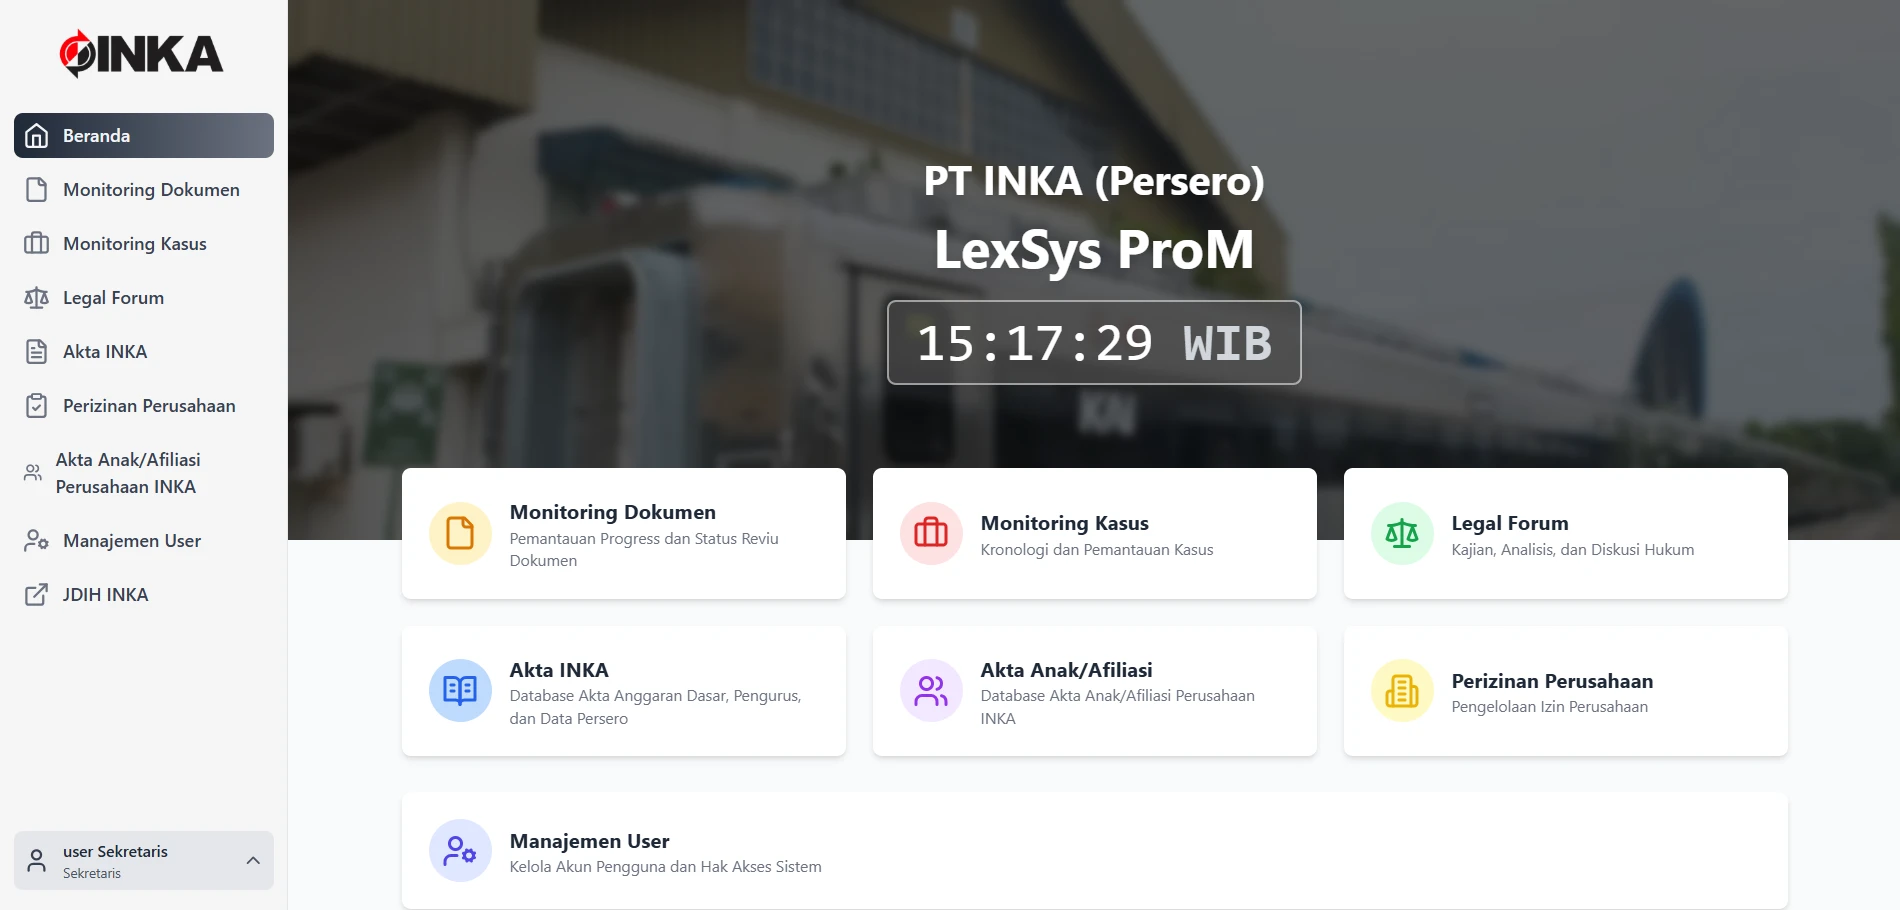 INKA
Beranda
Monitoring Dokumen
Monitoring Kasus
Legal Forum
Akta INKA
Perizinan Perusahaan
Akta Anak/Afiliasi
Perusahaan INKA
Manajemen User
JDIH INKA
user Sekretaris
Sekretaris
PT INKA (Persero)
LexSys ProM
15:17:29 WIB
Monitoring Dokumen
Pemantauan Progress dan Status Reviu
Dokumen
Monitoring Kasus
Kronologi dan Pemantauan Kasus
Legal Forum
Kajian, Analisis, dan Diskusi Hukum
Akta INKA
Database Akta Anggaran Dasar, Pengurus,
dan Data Persero
Akta Anak/Afiliasi
Database Akta Anak/Afiliasi Perusahaan
INKA
Perizinan Perusahaan
Pengelolaan Izin Perusahaan
Manajemen User
Kelola Akun Pengguna dan Hak Akses Sistem